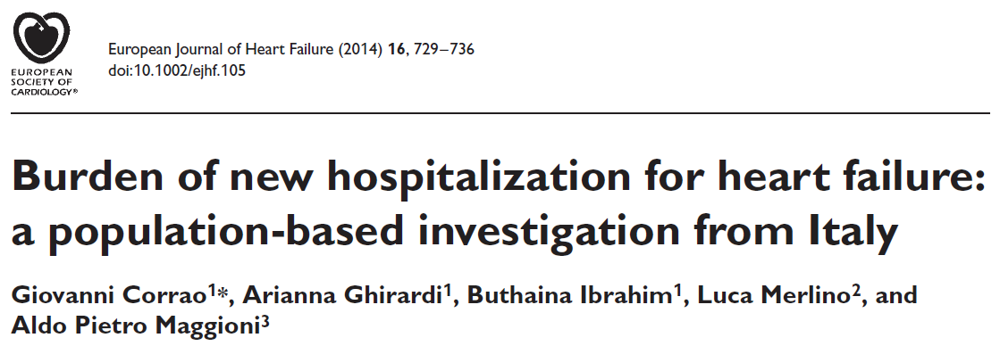 EUROPEAN
SOCIETY OF
CARDIOLOGY®
European Journal of Heart Failure (2014) 16, 729–736
doi:10.1002/ejhf.105
Burden of new hospitalization for heart failure:
a population-based investigation from Italy
Giovanni Corrao1*, Arianna Ghirardi1, Buthaina Ibrahim1, Luca Merlino2, and
Aldo Pietro Maggioni3